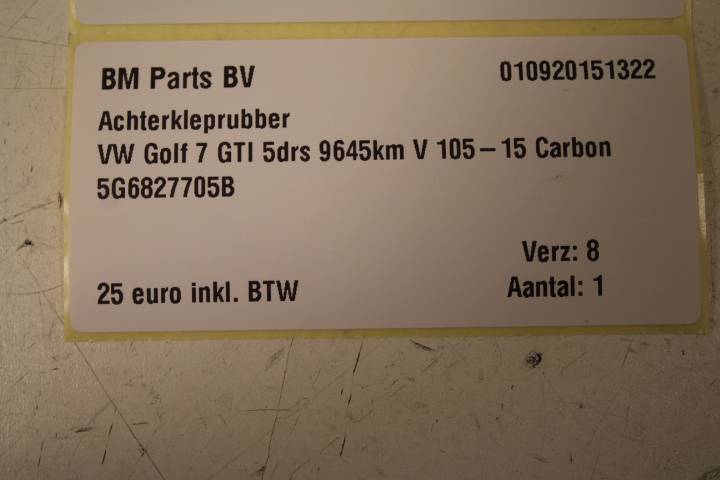 BM Parts BV 010920151322
Achterkleprubber
VW Golf 7 GTI 5drs 9645km V 105-15 Carbon
5G6827705B
Verz: 8
25 euro inkl. BTW Aantal: 1